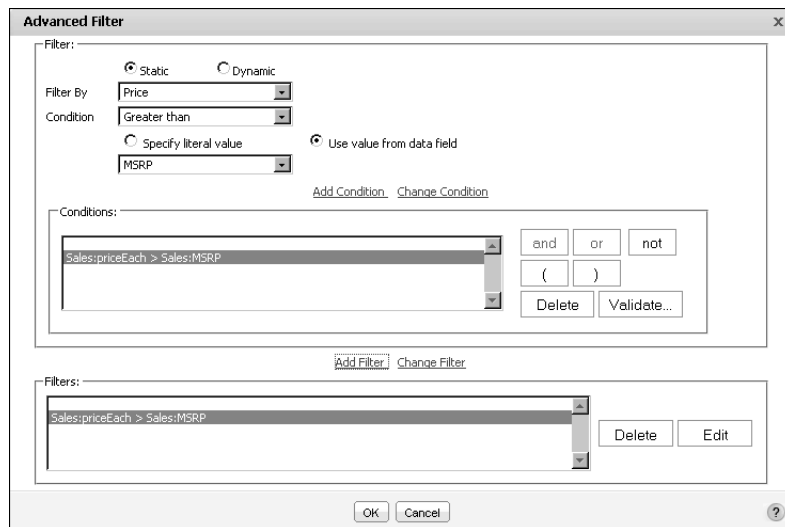 Advanced Filter x
Filter:
Static Dynamic
Filter By Price
Condition Greater than
Specify literal value Use value from data field
MSRP
Add Condition Change Condition
Conditions:
and or not
Sales:priceEach > Sales:MSRP
( )
Delete Validate...
Add Filter Change Filter
Filters:
Sales:priceEach > Sales:MSRP
Delete Edit
OK Cancel ?